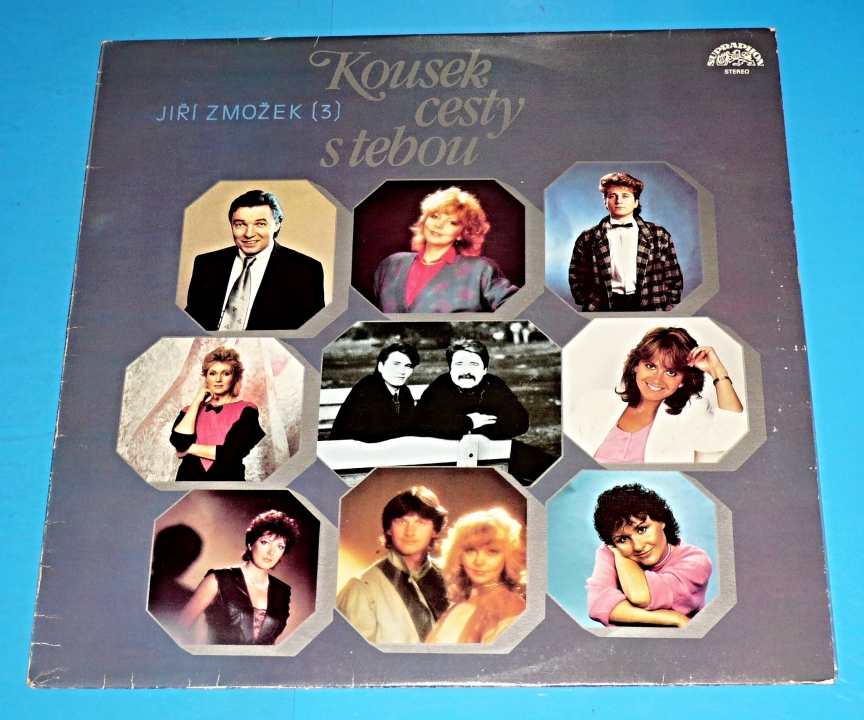 Kousek
cesty
s tebou
JIŘÍ ZMOŽEK (3)
SUPRAPHON
STEREO